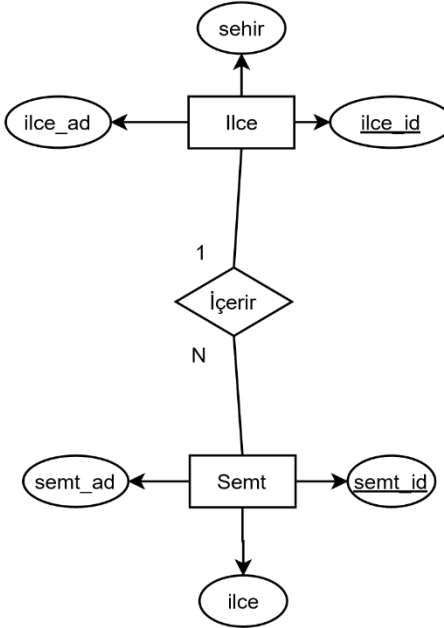 sehir
ilce_ad
Ilce
ilce_id
1
İçerir
N
semt_ad
Semt
semt_id
ilce